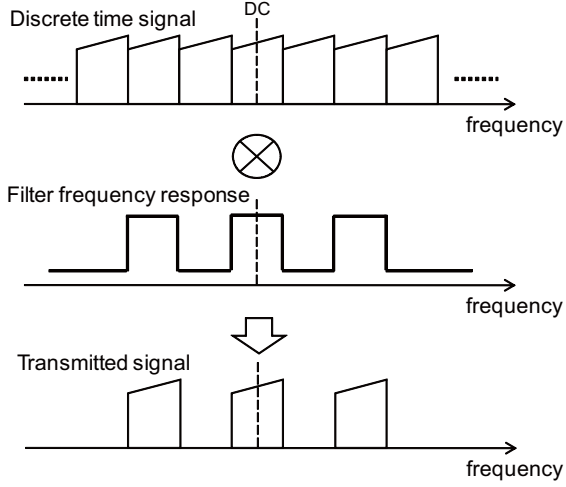 DC
Discrete time signal
frequency
Filter frequency response
frequency
Transmitted signal
frequency